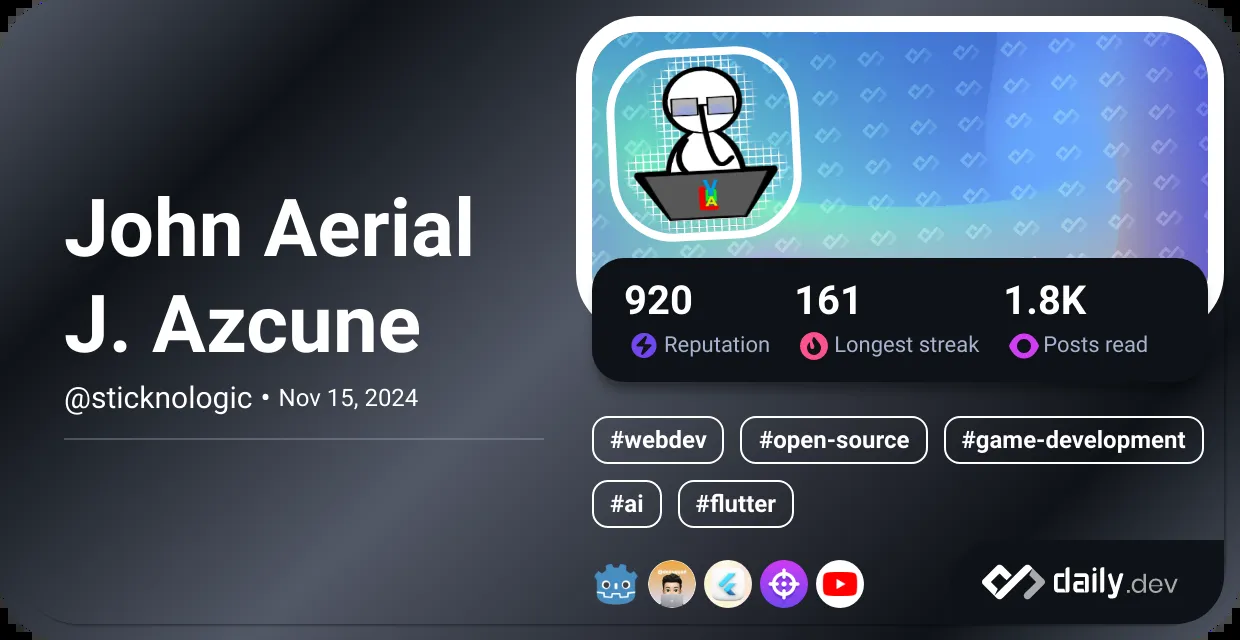 John Aerial
J. Azcune
@sticknologic • Nov 15, 2024
920
Reputation
161
Longest streak
1.8K
Posts read
#webdev
#open-source
#game-development
#ai
#flutter
daily.dev